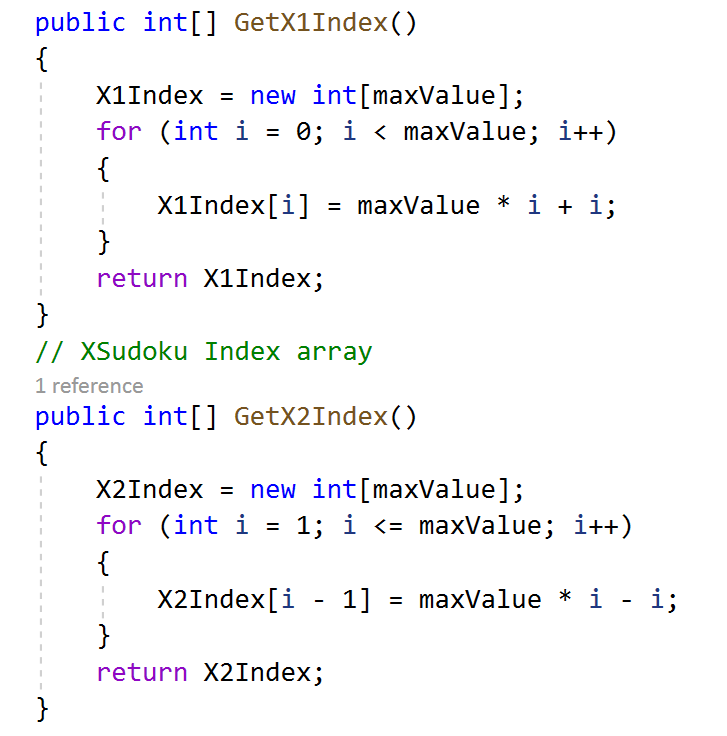 public int[] GetX1Index()
{
X1Index = new int[maxValue];
for (int i = 0; i < maxValue; i++)
{
X1Index[i] = maxValue * i + i;
}
return X1Index;
}
// XSudoku Index array
1 reference
public int[] GetX2Index()
{
X2Index = new int[maxValue];
for (int i = 1; i <= maxValue; i++)
{
X2Index[i - 1] = maxValue * i - i;
}
return X2Index;
}